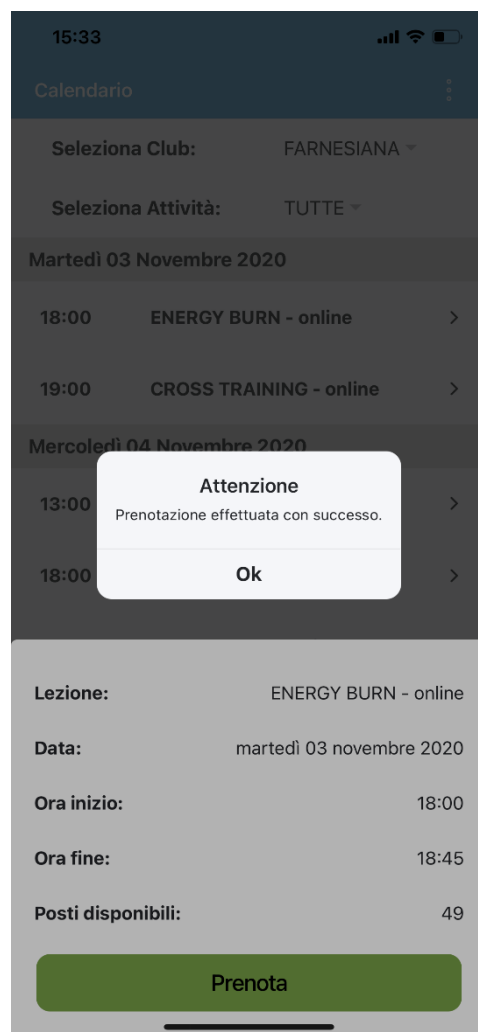 15:33
Calendario
Seleziona Club: FARNESIANA
Seleziona Attività: TUTTE
Martedì 03 Novembre 2020
18:00 ENERGY BURN - online
19:00 CROSS TRAINING - online
Mercoledì 04 Novembre 2020
13:00
18:00
Attenzione
Prenotazione effettuata con successo.
Ok
Lezione: ENERGY BURN - online
Data: martedì 03 novembre 2020
Ora inizio: 18:00
Ora fine: 18:45
Posti disponibili: 49
Prenota